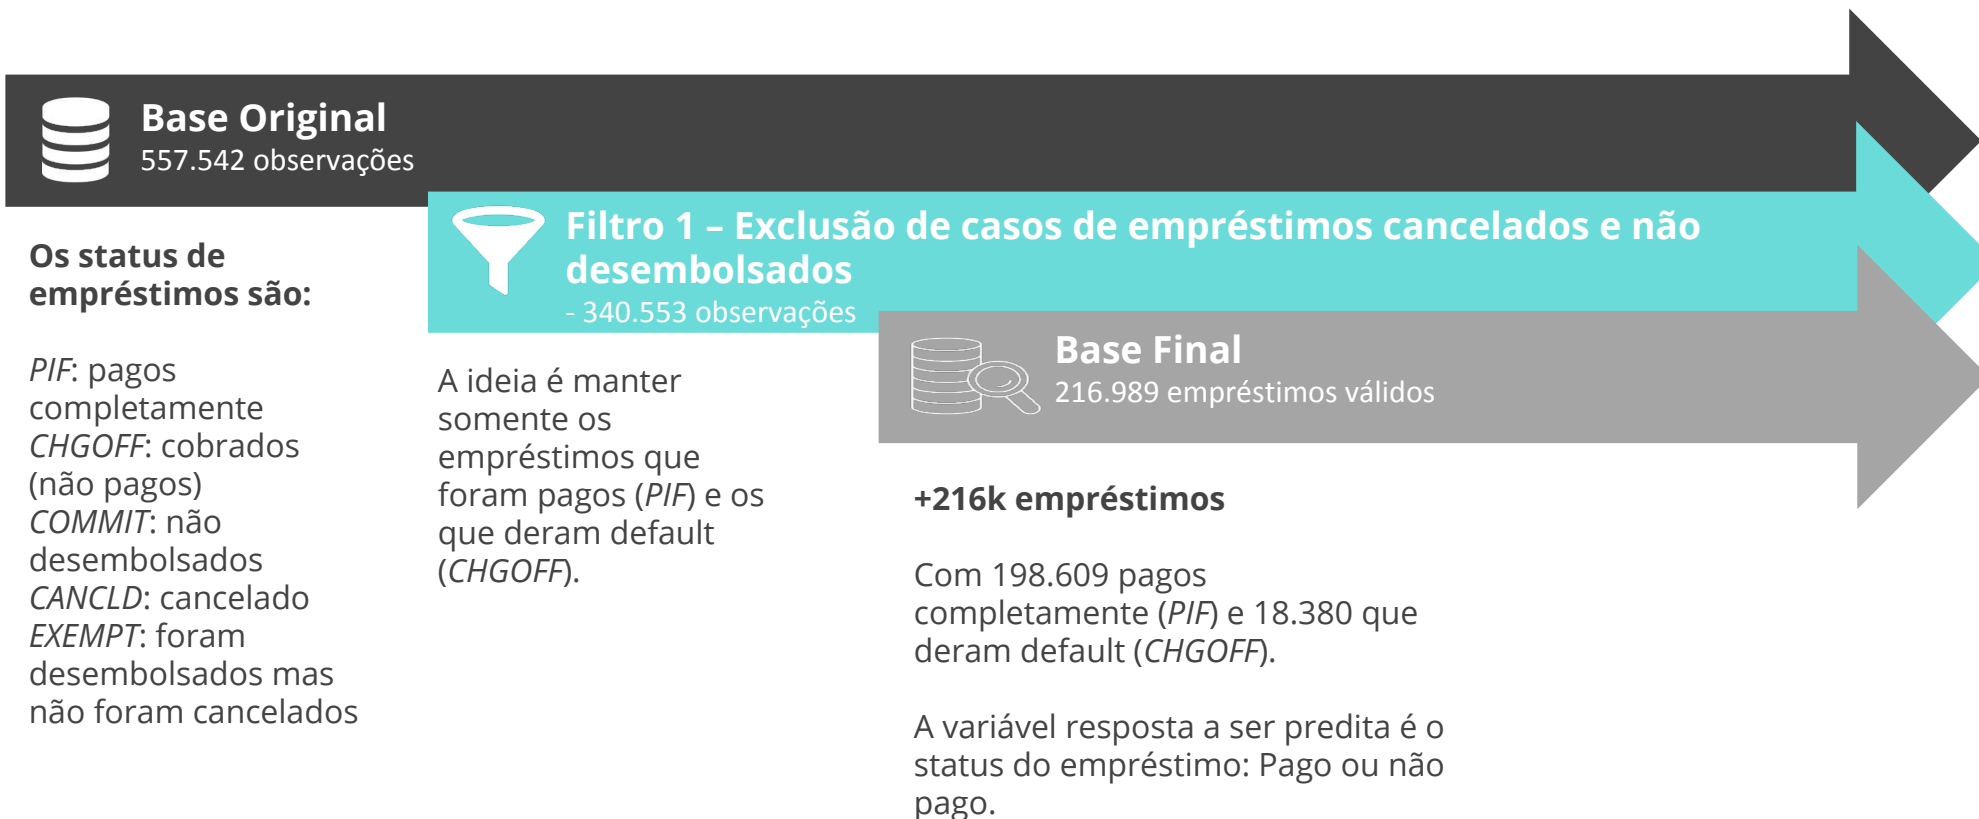 Base Original
557.542 observações
Filtro 1 – Exclusão de casos de empréstimos cancelados e não
desembolsados
- 340.553 observações
Base Final
216.989 empréstimos válidos
Os status de
empréstimos são:
PIF: pagos
completamente
CHGOFF: cobrados
(não pagos)
COMMIT: não
desembolsados
CANCLD: cancelado
EXEMPT: foram
desembolsados mas
não foram cancelados
A ideia é manter
somente os
empréstimos que
foram pagos (PIF) e os
que deram default
(CHGOFF).
+216k empréstimos
Com 198.609 pagos
completamente (PIF) e 18.380 que
deram default (CHGOFF).
A variável resposta a ser predita é o
status do empréstimo: Pago ou não
pago.